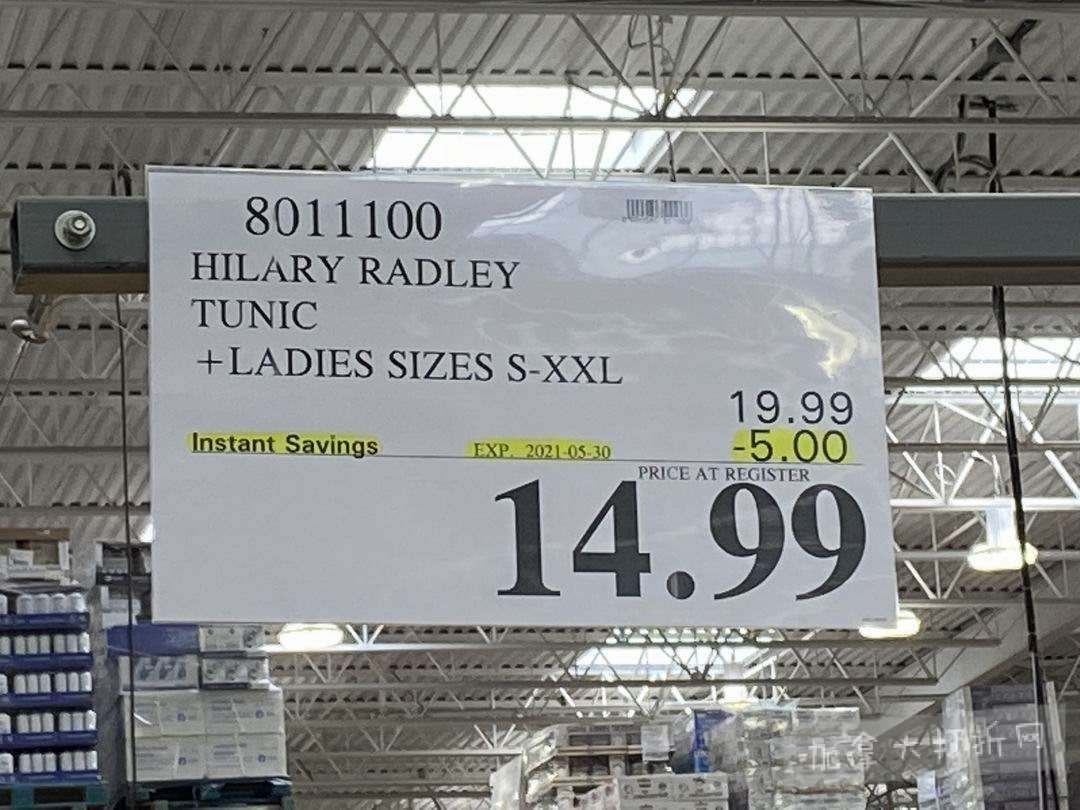 8011100
HILARY RADLEY
TUNIC
+LADIES SIZES S-XXL
19.99
Instant Savings EXP. 2021-05-30 -5.00
PRICE AT REGISTER
14.99
加拿大打折网